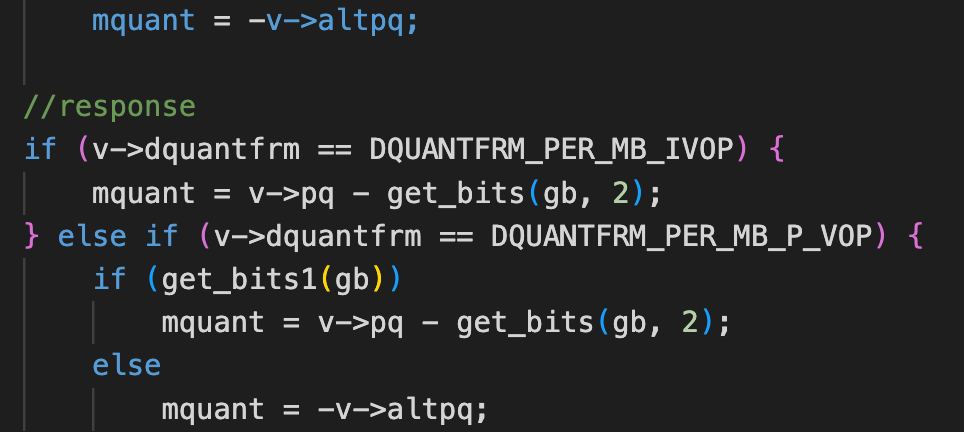 mquant = -v->altpq;
//response
if (v->dquantfrm == DQUANTFRM_PER_MB_IVOP) {
mquant = v->pq - get_bits(gb, 2);
} else if (v->dquantfrm == DQUANTFRM_PER_MB_P_VOP) {
if (get_bits1(gb))
mquant = v->pq - get_bits(gb, 2);
else
mquant = -v->altpq;